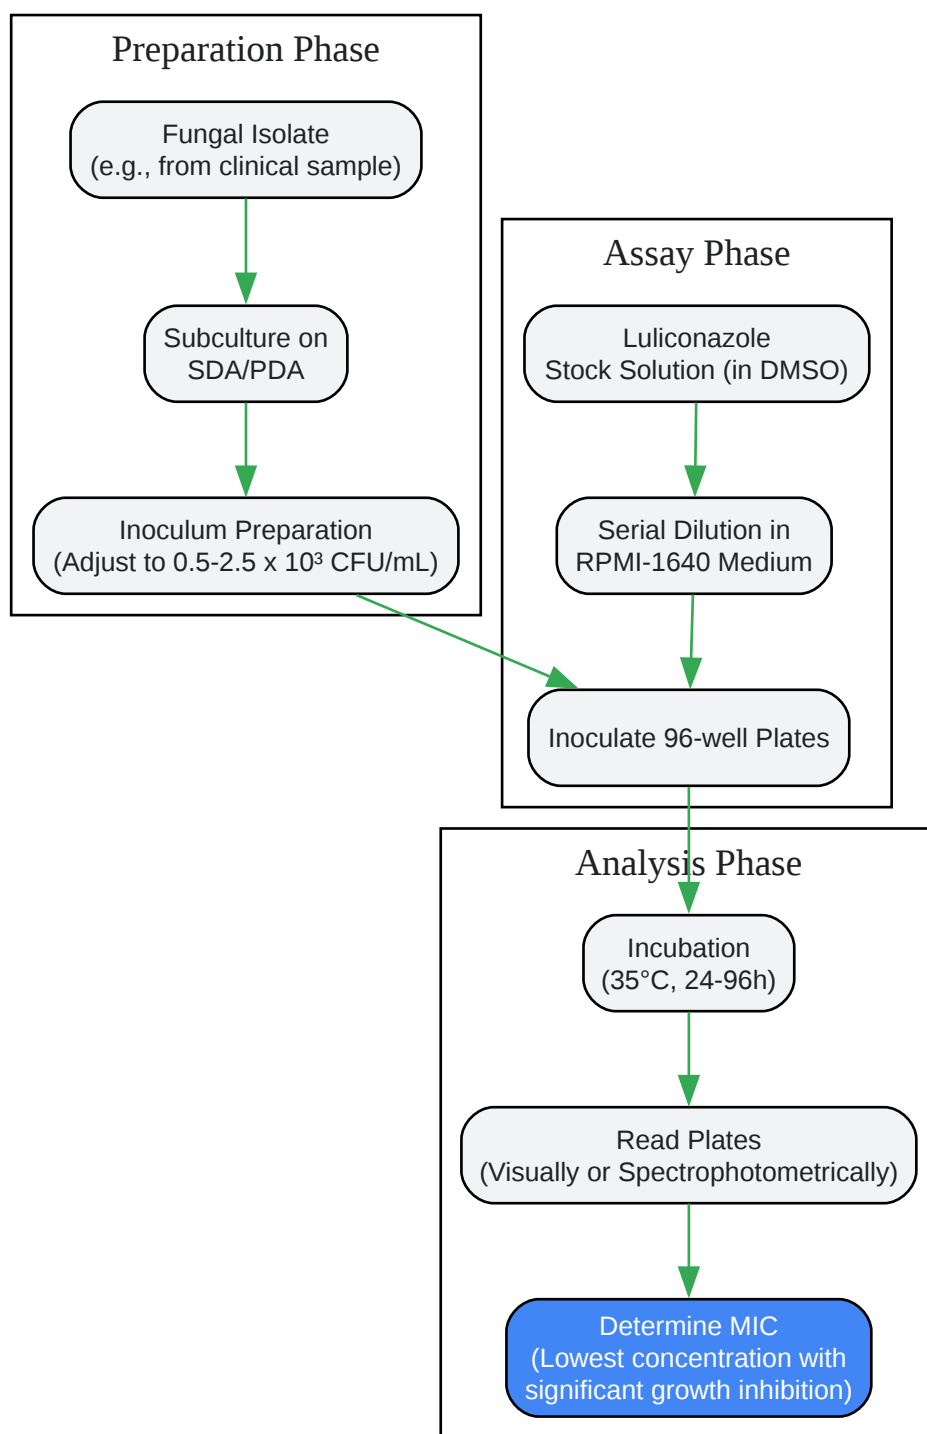 Preparation Phase
Fungal Isolate
(e.g., from clinical sample)
Subculture on
SDA/PDA
Inoculum Preparation
(Adjust to 0.5-2.5 x 10³ CFU/mL)
Assay Phase
Luliconazole
Stock Solution (in DMSO)
Serial Dilution in
RPMI-1640 Medium
Inoculate 96-well Plates
Analysis Phase
Incubation
(35°C, 24-96h)
Read Plates
(Visually or Spectrophotometrically)
Determine MIC
(Lowest concentration with
significant growth inhibition)